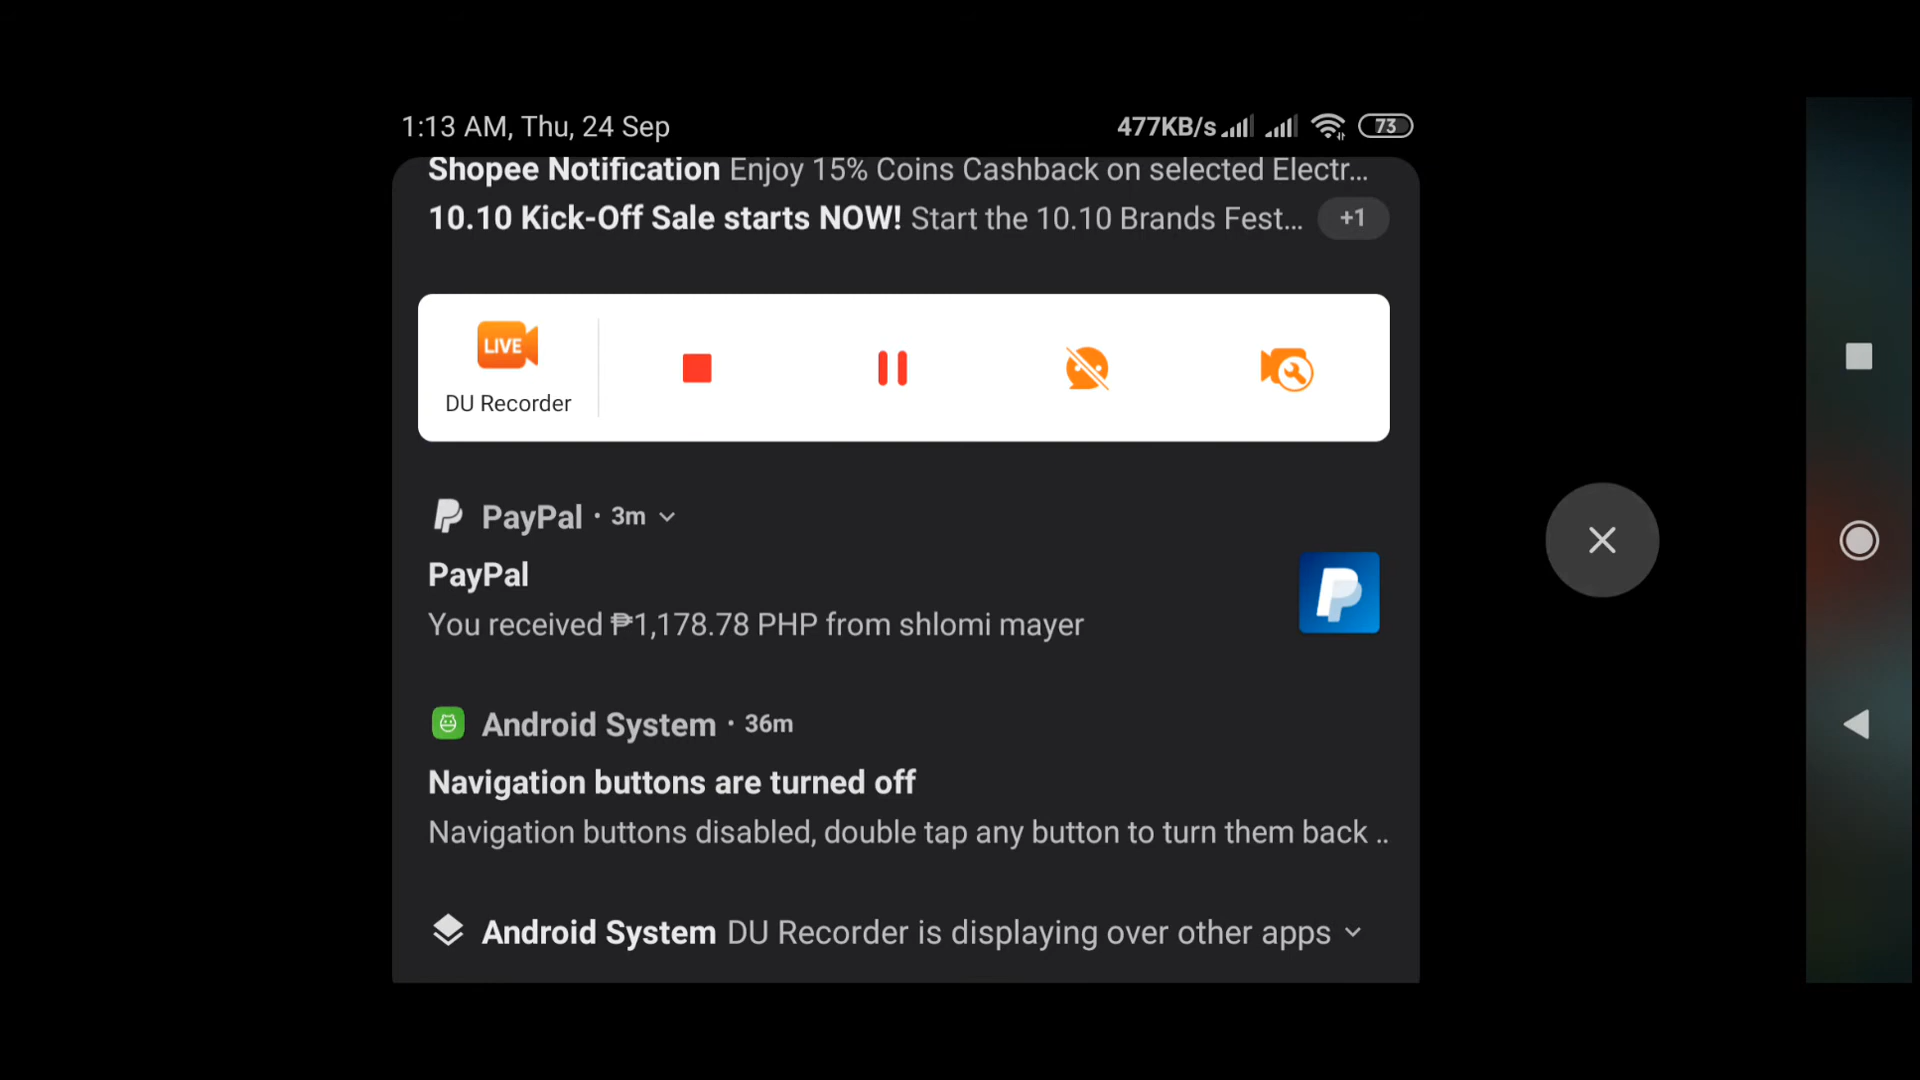 1:13 AM, Thu, 24 Sep 477KB/s 73
Shopee Notification Enjoy 15% Coins Cashback on selected Electr...
10.10 Kick-Off Sale starts NOW! Start the 10.10 Brands Fest... +1
LIVE
DU Recorder
PayPal · 3m
PayPal
You received ₱1,178.78 PHP from shlomi mayer
Android System · 36m
Navigation buttons are turned off
Navigation buttons disabled, double tap any button to turn them back ..
Android System DU Recorder is displaying over other apps